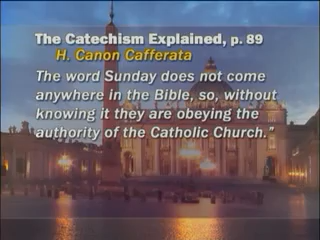 The Catechism Explained, p. 89
H. Canon Cafferata
The word Sunday does not come
anywhere in the Bible, so, without
knowing it they are obeying the
authority of the Catholic Church."